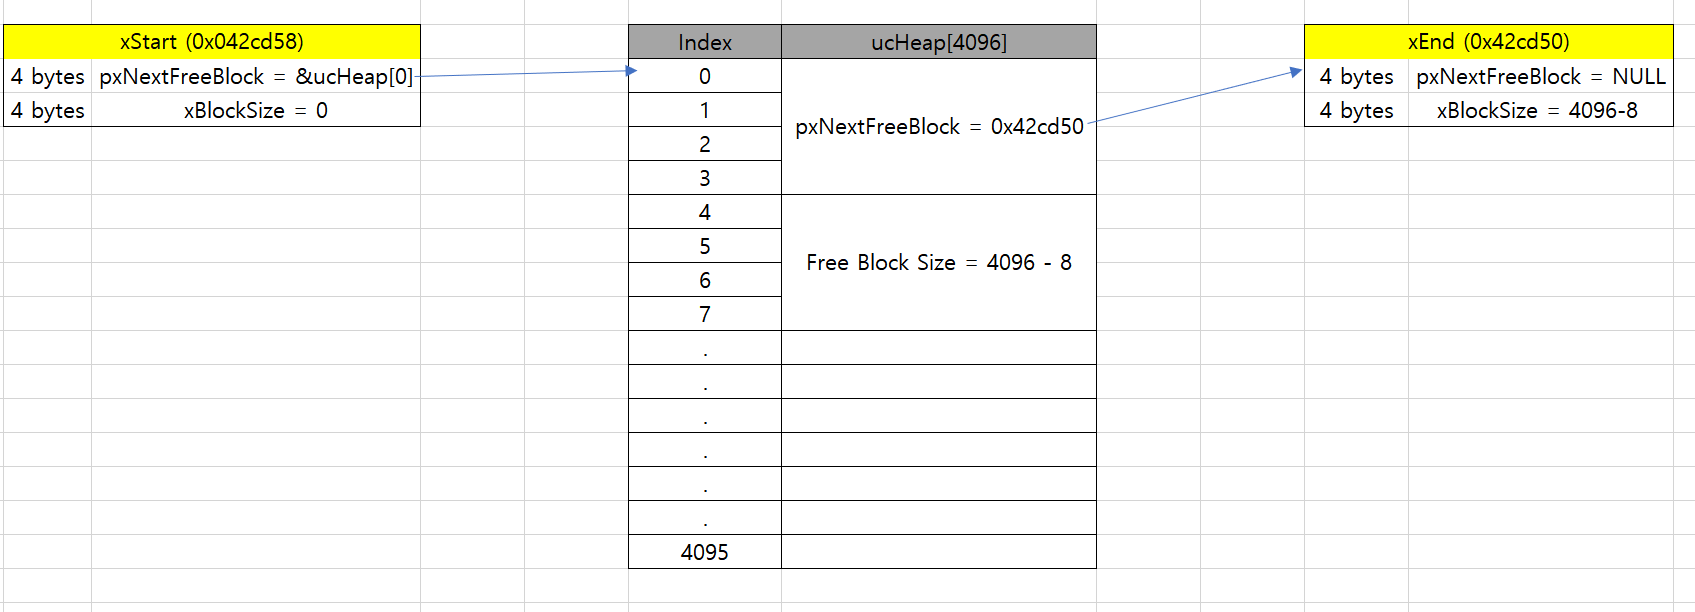 xStart (0x042cd58)
4 bytes pxNextFreeBlock = &ucHeap[0]
4 bytes xBlockSize = 0
Index ucHeap[4096]
0
1
2
3
pxNextFreeBlock = 0x42cd50
4
5
6
7
Free Block Size = 4096 - 8
.
.
.
.
.
.
4095
xEnd (0x42cd50)
4 bytes pxNextFreeBlock = NULL
4 bytes xBlockSize = 4096-8